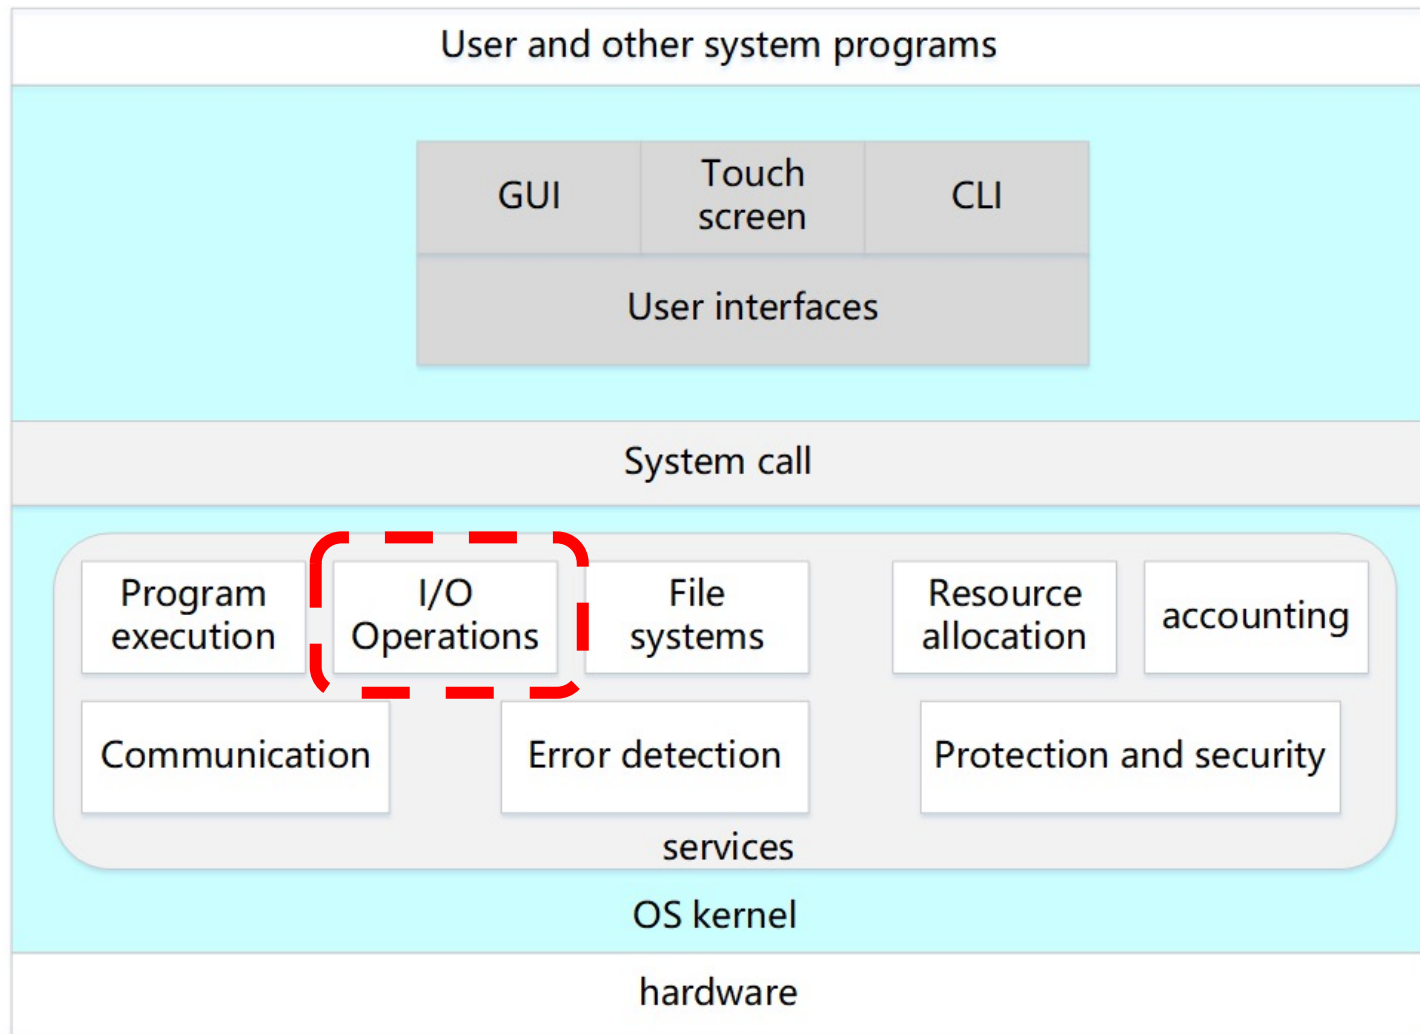 User and other system programs
GUI
Touch
screen
CLI
User interfaces
System call
Program
execution
I/O
Operations
File
systems
Resource
allocation
accounting
Communication
Error detection
Protection and security
services
OS kernel
hardware